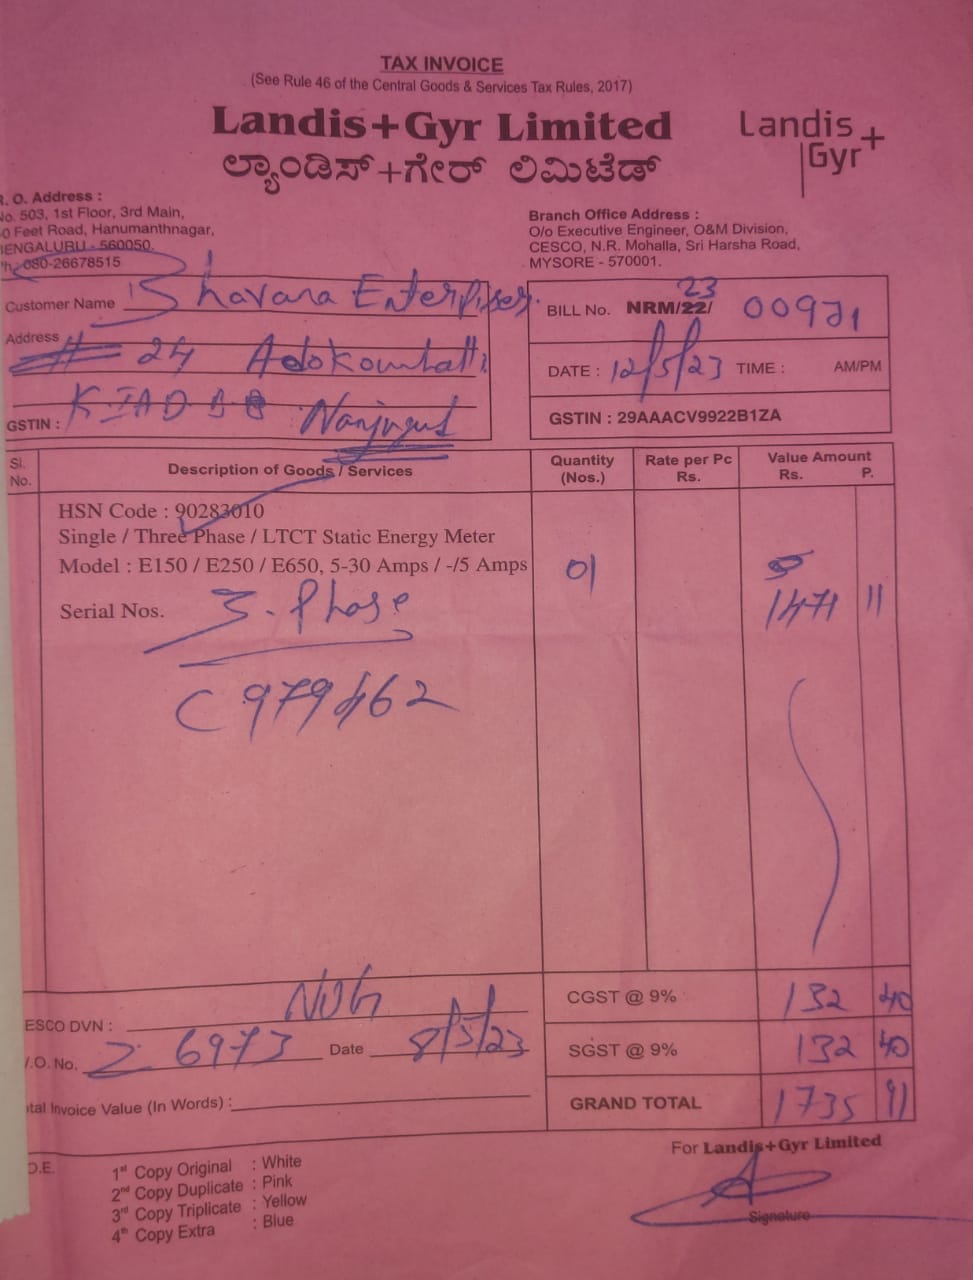 TAX INVOICE
(See Rule 46 of the Central Goods & Services Tax Rules, 2017)
Landis+Gyr Limited
ಲ್ಯಾಂಡಿಸ್+ಗೇರ್ ಲಿಮಿಟೆಡ್
Landis
Gyr+
R. O. Address :
No. 503, 1st Floor, 3rd Main,
0 Feet Road, Hanumanthnagar,
BENGALURU - 560050.
Ph. 080-26678515
Branch Office Address :
O/o Executive Engineer, O&M Division,
CESCO, N.R. Mohalla, Sri Harsha Road,
MYSORE - 570001.
Customer Name Enterprises.
Address # 24
KIADB
GSTIN :
BILL No. NRM/22/ 23 00971
DATE : 12/5/23 TIME : AM/PM
GSTIN : 29AAACV9922B1ZA
Sl. No. Description of Goods / Services Quantity (Nos.) Rate per Pc Rs. Value Amount Rs. P.
HSN Code : 90283010
Single / Three Phase / LTCT Static Energy Meter
Model : E150 / E250 / E650, 5-30 Amps / -/5 Amps 01
Serial Nos. 3-Phase 1471 11
ESCO DVN :
CGST @ 9% 132 40
.O. No. 26973 Date 8/5/23
SGST @ 9% 132 40
tal Invoice Value (In Words) :
GRAND TOTAL 1735 91
For Landis+Gyr Limited
O.E.
1st Copy Original : White
2nd Copy Duplicate : Pink
3rd Copy Triplicate : Yellow
4th Copy Extra : Blue
Signature